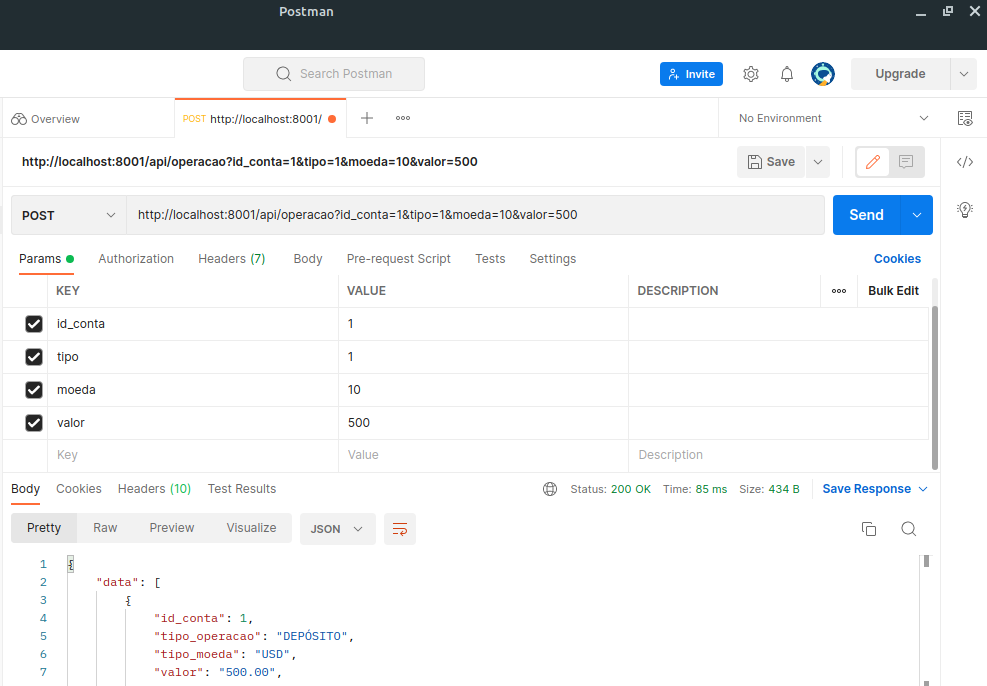 Postman
Search Postman
Invite
Upgrade
Overview
POST http://localhost:8001/
No Environment
http://localhost:8001/api/operacao?id_conta=1&tipo=1&moeda=10&valor=500
Save
POST
http://localhost:8001/api/operacao?id_conta=1&tipo=1&moeda=10&valor=500
Send
Params Authorization Headers (7) Body Pre-request Script Tests Settings Cookies
KEY VALUE DESCRIPTION Bulk Edit
id_conta 1
tipo 1
moeda 10
valor 500
Key Value Description
Body Cookies Headers (10) Test Results Status: 200 OK Time: 85 ms Size: 434 B Save Response
Pretty Raw Preview Visualize JSON
1 {
2 "data": [
3 {
4 "id_conta": 1,
5 "tipo_operacao": "DEPÓSITO",
6 "tipo_moeda": "USD",
7 "valor": "500.00",